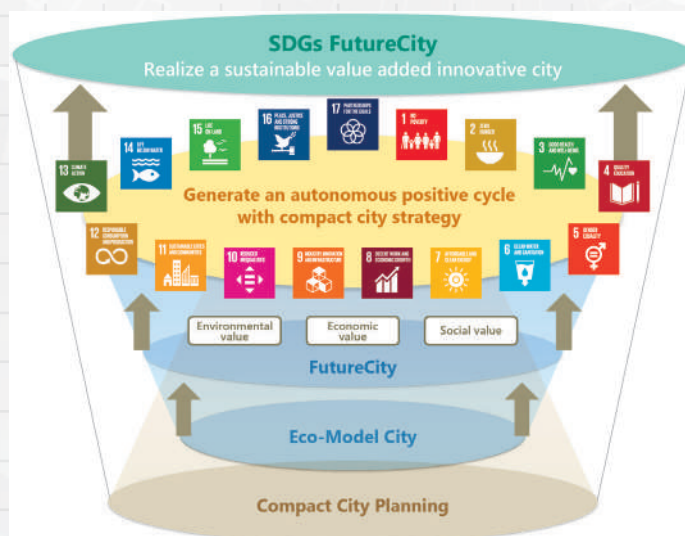 SDGs FutureCity
Realize a sustainable value added innovative city
17 PARTNERSHIPS
FOR THE GOALS
16 PEACE, JUSTICE
AND STRONG
INSTITUTIONS
1 NO
POVERTY
15 LIFE
ON LAND
2 ZERO
HUNGER
14 LIFE
BELOW WATER
3 GOOD HEALTH
AND WELL-BEING
13 CLIMATE
ACTION
4 QUALITY
EDUCATION
Generate an autonomous positive cycle
with compact city strategy
12 RESPONSIBLE
CONSUMPTION
AND PRODUCTION
11 SUSTAINABLE CITIES
AND COMMUNITIES
10 REDUCED
INEQUALITIES
9 INDUSTRY, INNOVATION
AND INFRASTRUCTURE
8 DECENT WORK AND
ECONOMIC GROWTH
7 AFFORDABLE AND
CLEAN ENERGY
6 CLEAN WATER
AND SANITATION
5 GENDER
EQUALITY
Environmental
value
Economic
value
Social value
FutureCity
Eco-Model City
Compact City Planning